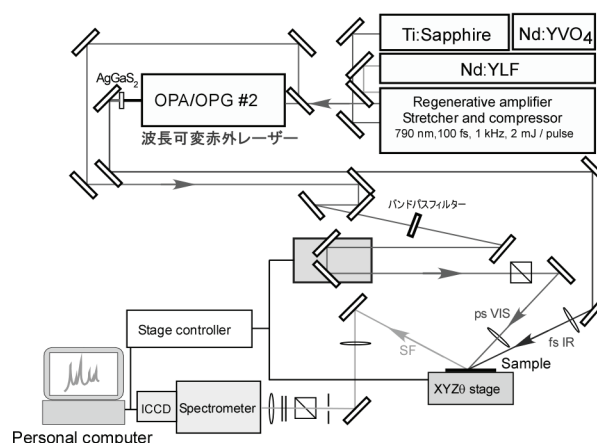 Ti:Sapphire
Nd:YVO4
Nd:YLF
AgGaS2
OPA/OPG #2
波長可変赤外レーザー
Regenerative amplifier
Stretcher and compressor
790 nm,100 fs, 1 kHz, 2 mJ / pulse
バンドパスフィルター
ps VIS
fs IR
Stage controller
SF
Sample
XYZθ stage
ICCD
Spectrometer
Personal computer